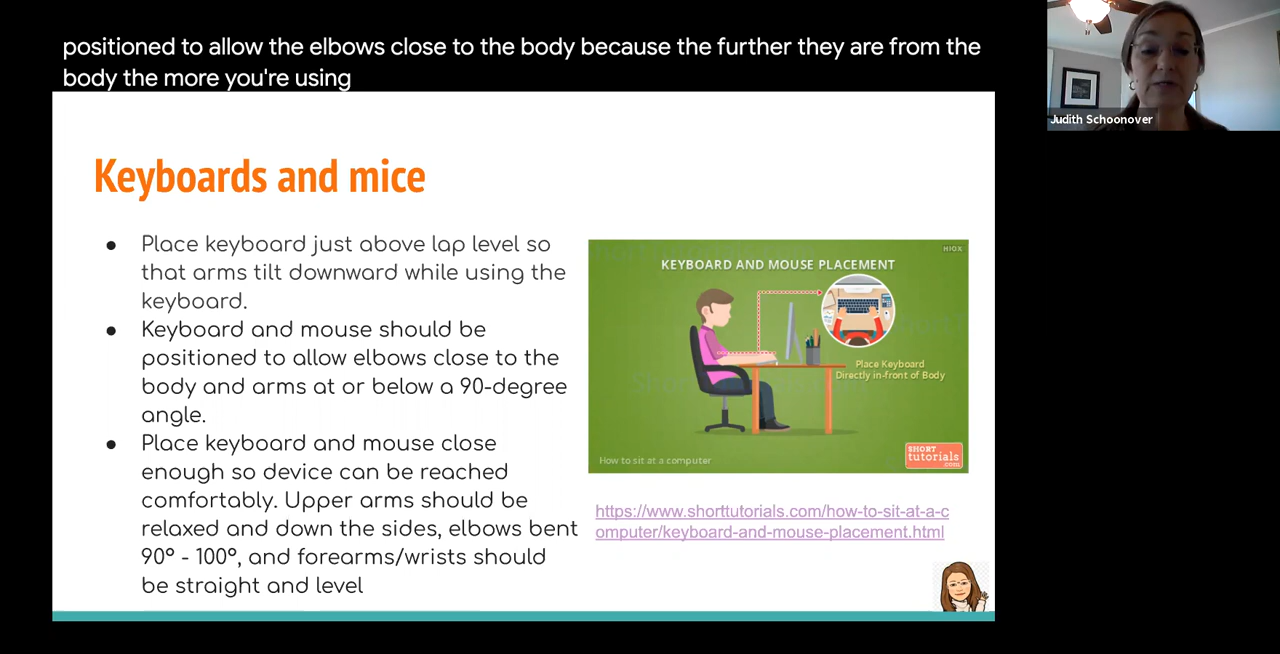 positioned to allow the elbows close to the body because the further they are from the
body the more you're using
Judith Schoonover
Keyboards and mice
● Place keyboard just above lap level so
that arms tilt downward while using the
keyboard.
● Keyboard and mouse should be
positioned to allow elbows close to the
body and arms at or below a 90-degree
angle.
● Place keyboard and mouse close
enough so device can be reached
comfortably. Upper arms should be
relaxed and down the sides, elbows bent
90° - 100°, and forearms/wrists should
be straight and level
HIOX
KEYBOARD AND MOUSE PLACEMENT
Place Keyboard
Directly in-front of Body
How to sit at a computer
SHORT
tutorials
.com
https://www.shorttutorials.com/how-to-sit-at-a-c
omputer/keyboard-and-mouse-placement.html